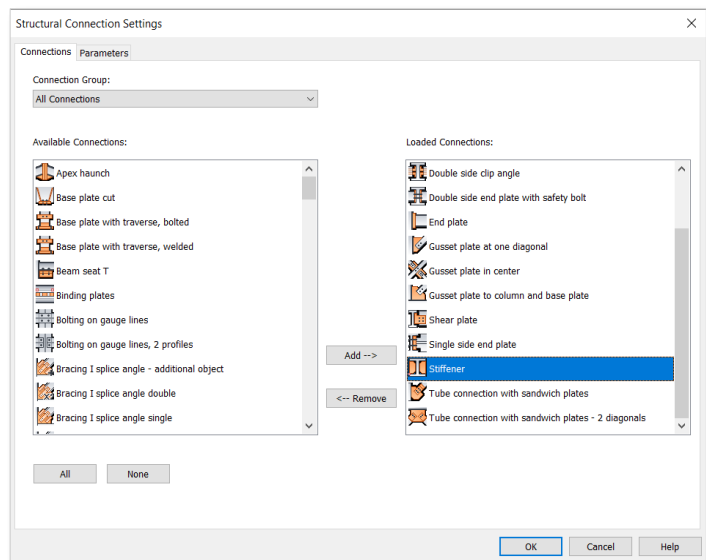 Structural Connection Settings
Connections
Parameters
Connection Group:
All Connections
Available Connections:
Apex haunch
Base plate cut
Base plate with traverse, bolted
Base plate with traverse, welded
Beam seat T
Binding plates
Bolting on gauge lines
Bolting on gauge lines, 2 profiles
Bracing I splice angle - additional object
Bracing I splice angle double
Bracing I splice angle single
Add -->
<-- Remove
Loaded Connections:
Double side clip angle
Double side end plate with safety bolt
End plate
Gusset plate at one diagonal
Gusset plate in center
Gusset plate to column and base plate
Shear plate
Single side end plate
Stiffener
Tube connection with sandwich plates
Tube connection with sandwich plates - 2 diagonals
All
None
OK
Cancel
Help